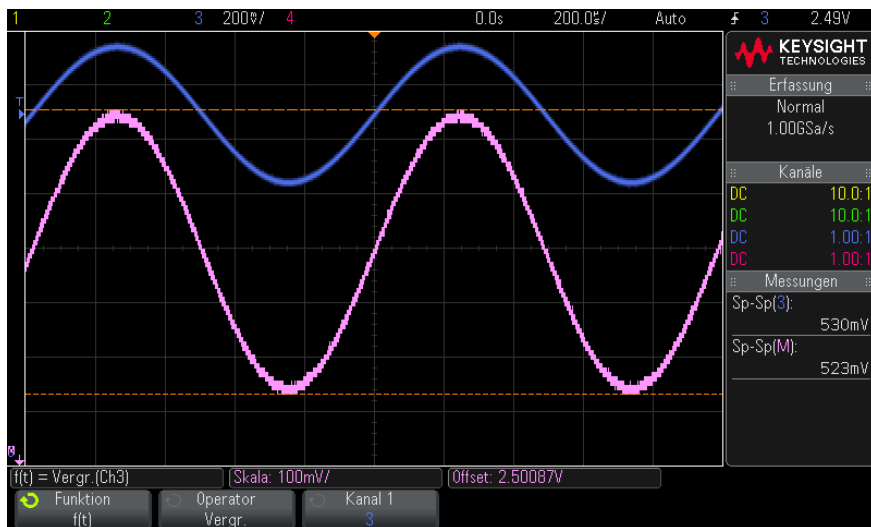 1 2 3 200㎷/ 4 0.0s 200.0㎲/ Auto 3 2.49V
KEYSIGHT
TECHNOLOGIES
Erfassung
Normal
1.00GSa/s
Kanäle
DC 10.0:1
DC 10.0:1
DC 1.00:1
DC 1.00:1
Messungen
Sp-Sp(3):
530mV
Sp-Sp(M):
523mV
T
M
f(t) = Vergr.(Ch3) Skala: 100mV/ Offset: 2.50087V
Funktion Operator Kanal 1
f(t) Vergr. 3